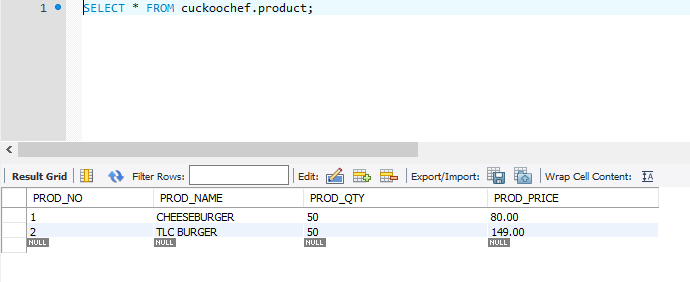 1 SELECT * FROM cuckoochef.product;
Result Grid Filter Rows: Edit: Export/Import: Wrap Cell Content:
PROD_NO PROD_NAME PROD_QTY PROD_PRICE
1 CHEESEBURGER 50 80.00
2 TLC BURGER 50 149.00
NULL NULL NULL NULL